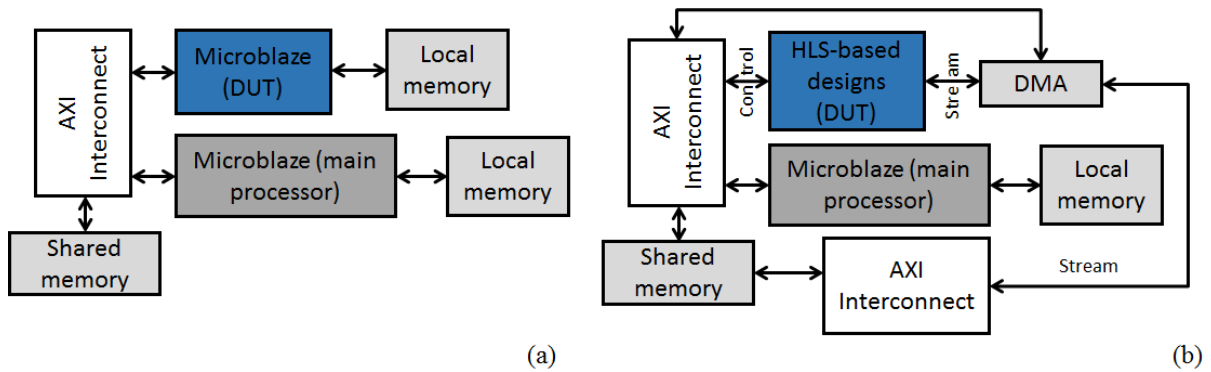 AXI
Interconnect
Microblaze
(DUT)
Local
memory
Microblaze (main
processor)
Local
memory
Shared
memory
(a)
AXI
Interconnect
Control
HLS-based
designs
(DUT)
Stream
DMA
Microblaze (main
processor)
Local
memory
Shared
memory
AXI
Interconnect
Stream
(b)